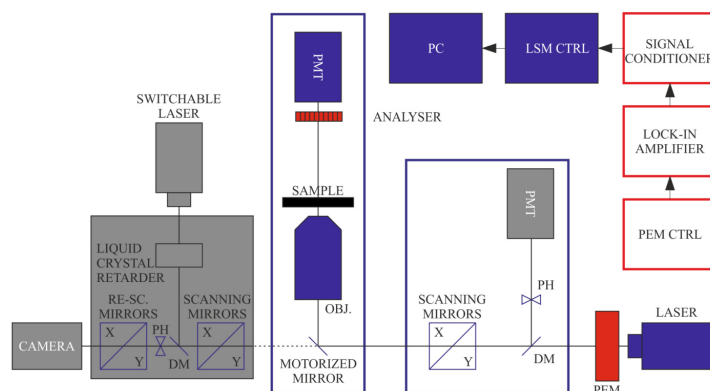 PMT
PC
LSM CTRL
SIGNAL
CONDITIONER
SWITCHABLE
LASER
ANALYSER
LOCK-IN
AMPLIFIER
SAMPLE
PMT
PEM CTRL
LIQUID
CRYSTAL
RETARDER
OBJ.
PH
RE-SC.
MIRRORS
SCANNING
MIRRORS
SCANNING
MIRRORS
LASER
CAMERA
X
Y
PH
DM
X
Y
MOTORIZED
MIRROR
X
Y
DM
PEM